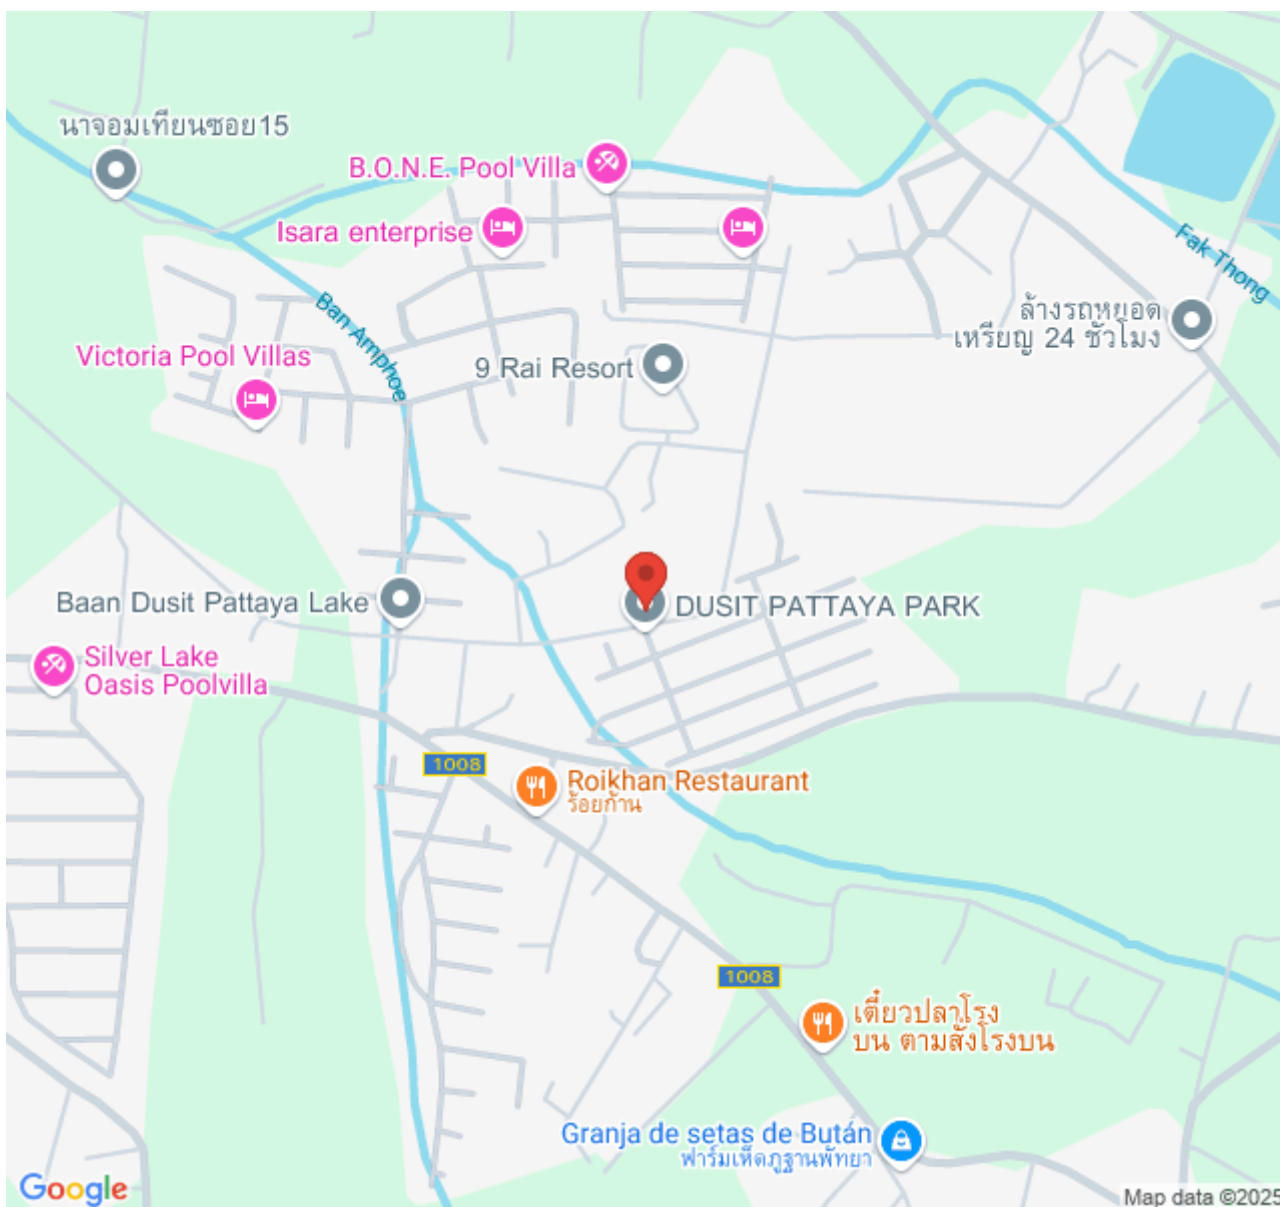 นาจอมเทียนซอย15
B.O.N.E. Pool Villa
Isara enterprise
Fak Thong
Ban Amphoe
ล้างรถหยอด
เหรียญ 24 ชั่วโมง
Victoria Pool Villas
9 Rai Resort
Baan Dusit Pattaya Lake
DUSIT PATTAYA PARK
Silver Lake
Oasis Poolvilla
1008
Roikhan Restaurant
ร้อยก้าน
1008
เตี๋ยวปลาโรง
บน ตามสั่งโรงบน
Granja de setas de Bután
ฟาร์มเห็ดภูฐานพัทยา
Google
Map data ©2025